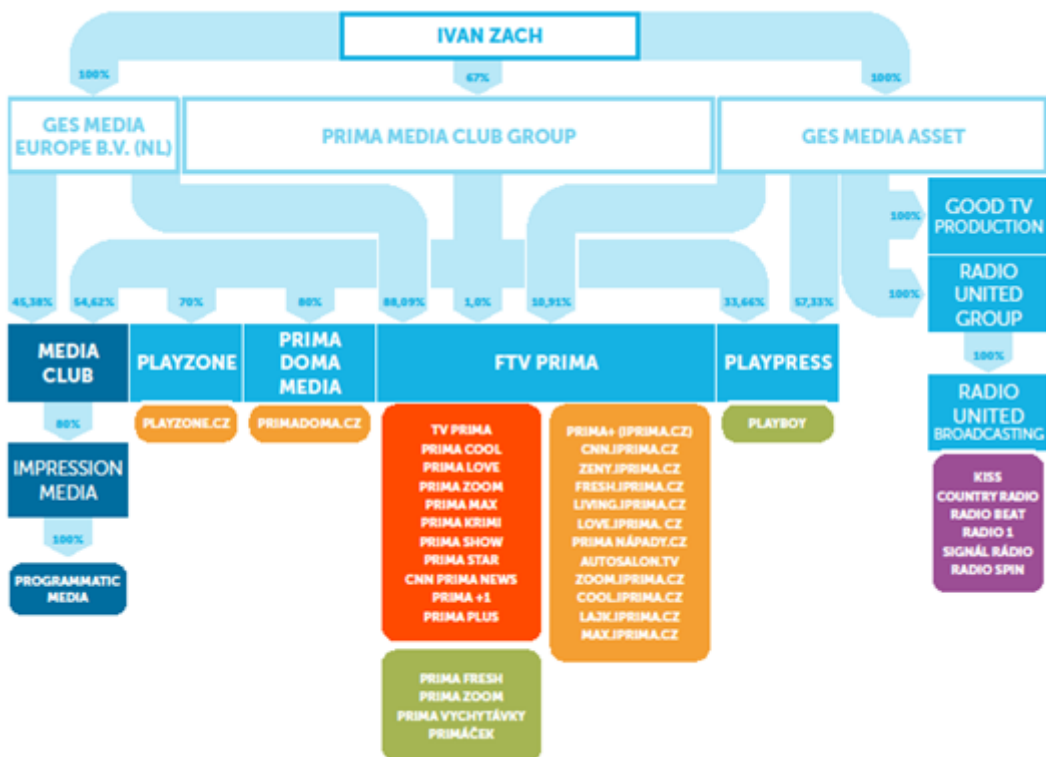 IVAN ZACH
100%
67%
100%
GES MEDIA
EUROPE B.V. (NL)
PRIMA MEDIA CLUB GROUP
GES MEDIA ASSET
100%
GOOD TV
PRODUCTION
100%
RADIO
UNITED
GROUP
45,38%
54,62%
70%
80%
88,09%
1,0%
10,91%
33,66%
57,33%
MEDIA
CLUB
PLAYZONE
PRIMA
DOMA
MEDIA
FTV PRIMA
PLAYPRESS
100%
RADIO
UNITED
BROADCASTING
80%
PLAYZONE.CZ
PRIMADOMA.CZ
PLAYBOY
IMPRESSION
MEDIA
100%
PROGRAMMATIC
MEDIA
TV PRIMA
PRIMA COOL
PRIMA LOVE
PRIMA ZOOM
PRIMA MAX
PRIMA KRIMI
PRIMA SHOW
PRIMA STAR
CNN PRIMA NEWS
PRIMA +1
PRIMA PLUS
PRIMA+ (IPRIMA.CZ)
CNN.IPRIMA.CZ
ZENY.IPRIMA.CZ
FRESH.IPRIMA.CZ
LIVING.IPRIMA.CZ
LOVE.IPRIMA. CZ
PRIMA NÁPADY.CZ
AUTOSALON.TV
ZOOM.IPRIMA.CZ
COOL.IPRIMA.CZ
LAJK.IPRIMA.CZ
MAX.IPRIMA.CZ
KISS
COUNTRY RADIO
RADIO BEAT
RADIO 1
SIGNÁL RÁDIO
RADIO SPIN
PRIMA FRESH
PRIMA ZOOM
PRIMA VYCHYTÁVKY
PRIMÁČEK